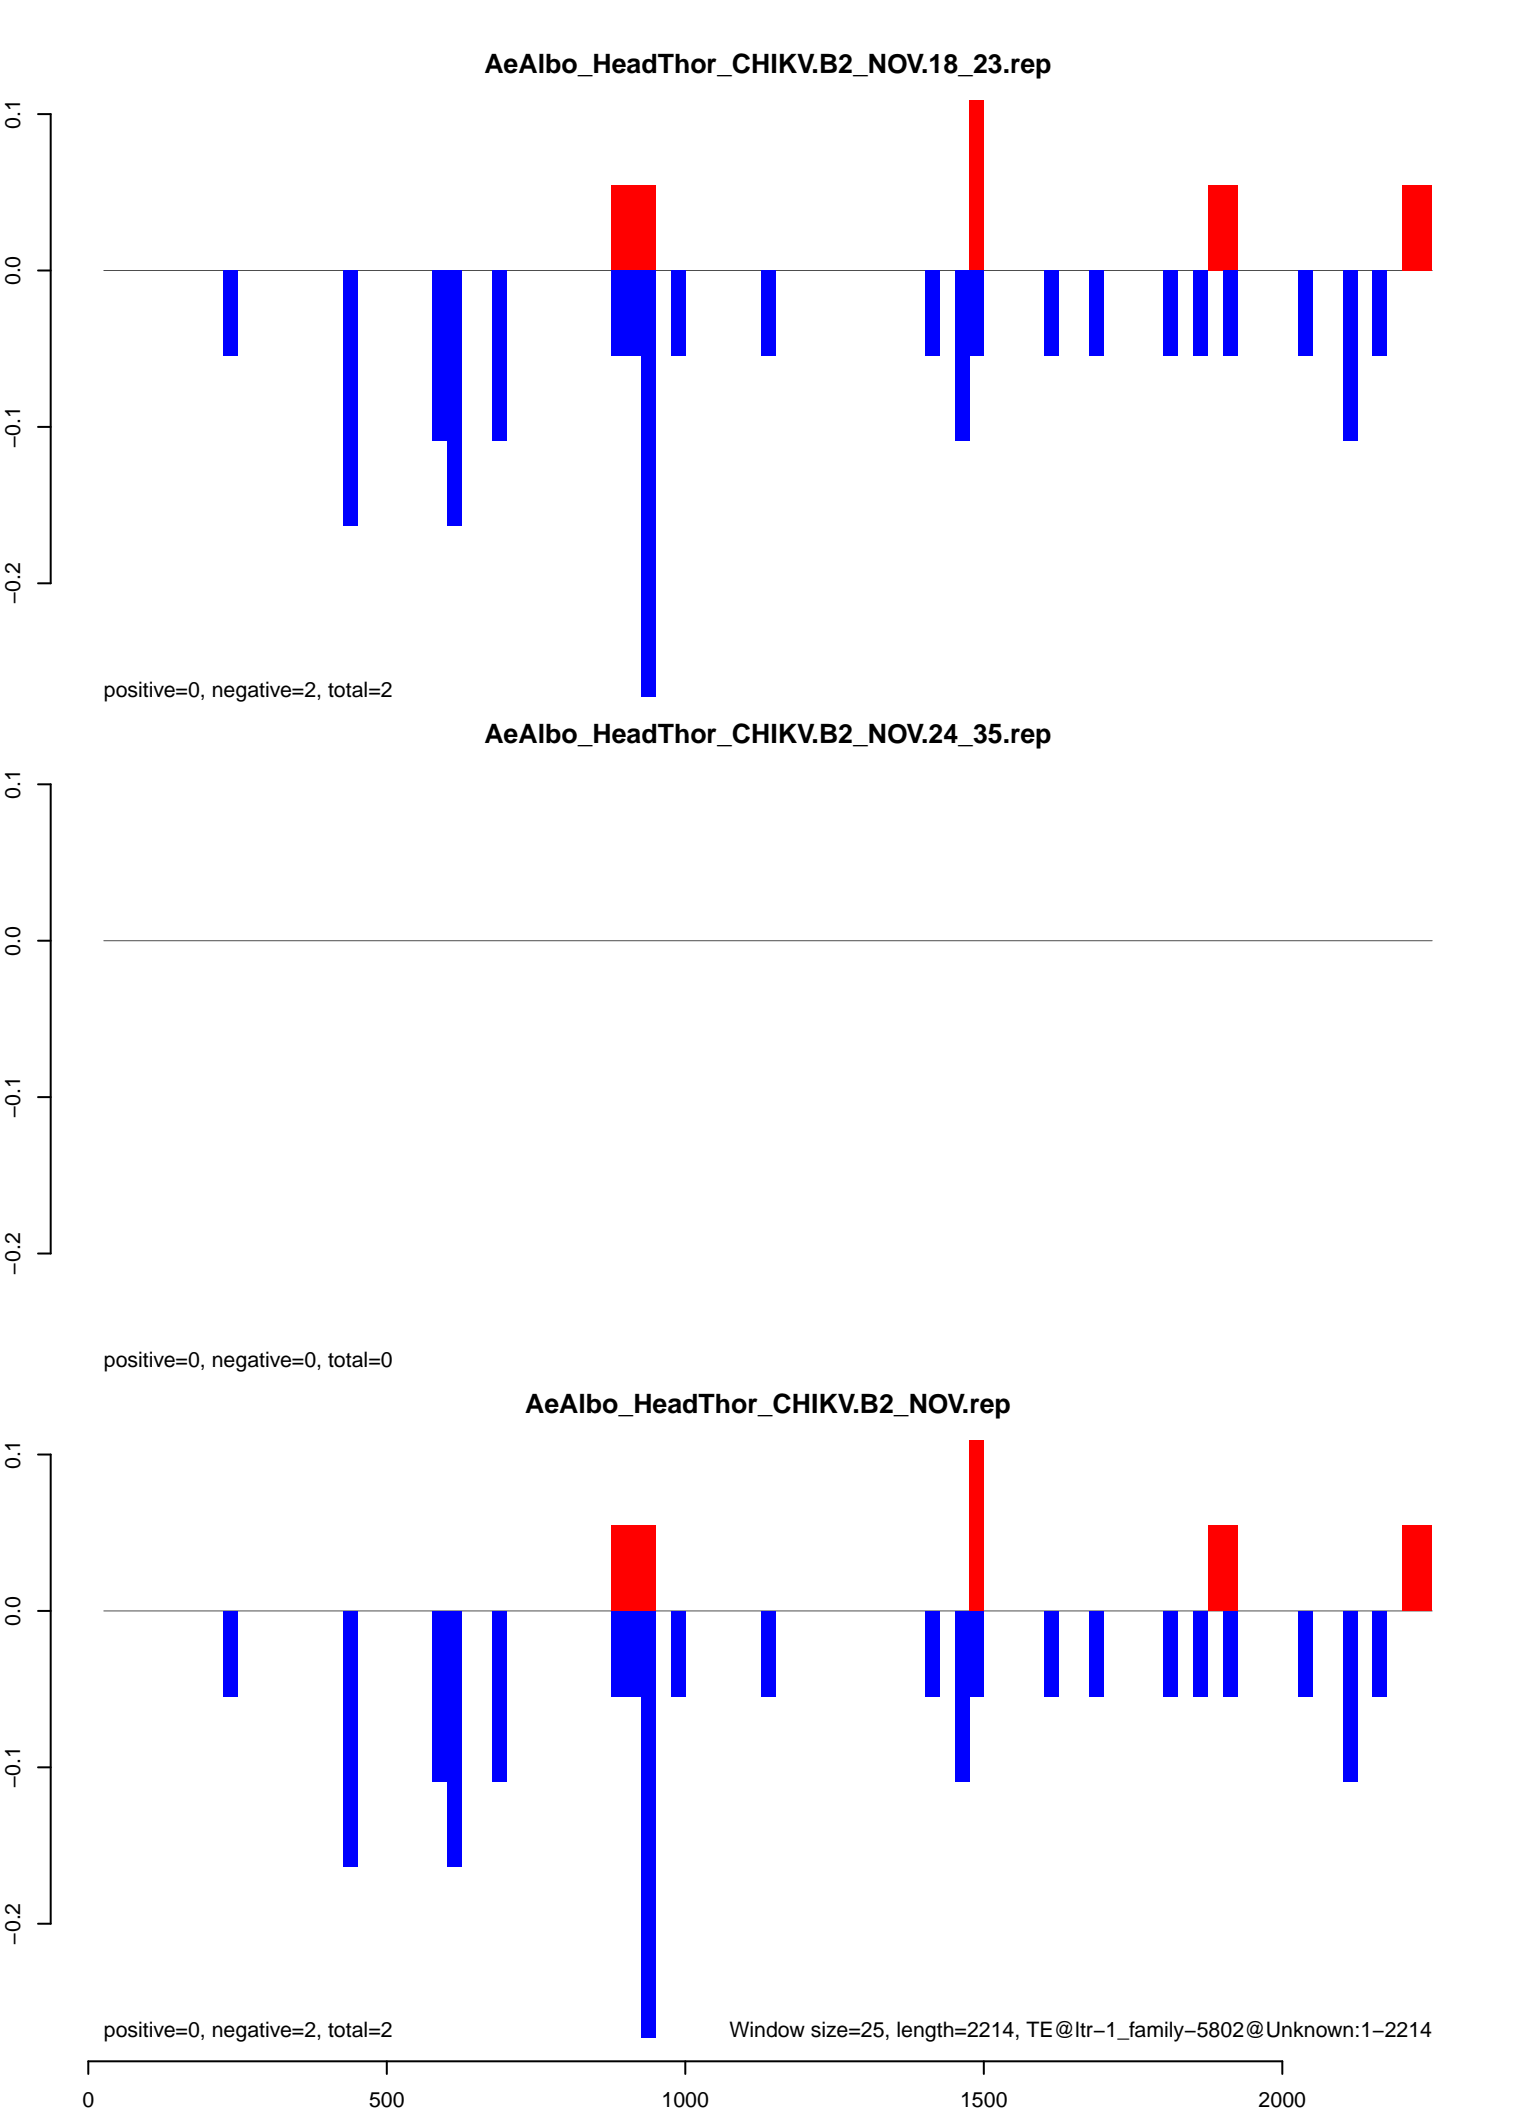 AeAlbo_HeadThor_CHIKV.B2_NOV.18_23.rep
0.1
0.0
−0.1
−0.2
positive=0, negative=2, total=2
AeAlbo_HeadThor_CHIKV.B2_NOV.24_35.rep
0.1
0.0
−0.1
−0.2
positive=0, negative=0, total=0
AeAlbo_HeadThor_CHIKV.B2_NOV.rep
0.1
0.0
−0.1
−0.2
positive=0, negative=2, total=2
Window size=25, length=2214, TE@ltr−1_family−5802@Unknown:1−2214
0 500 1000 1500 2000